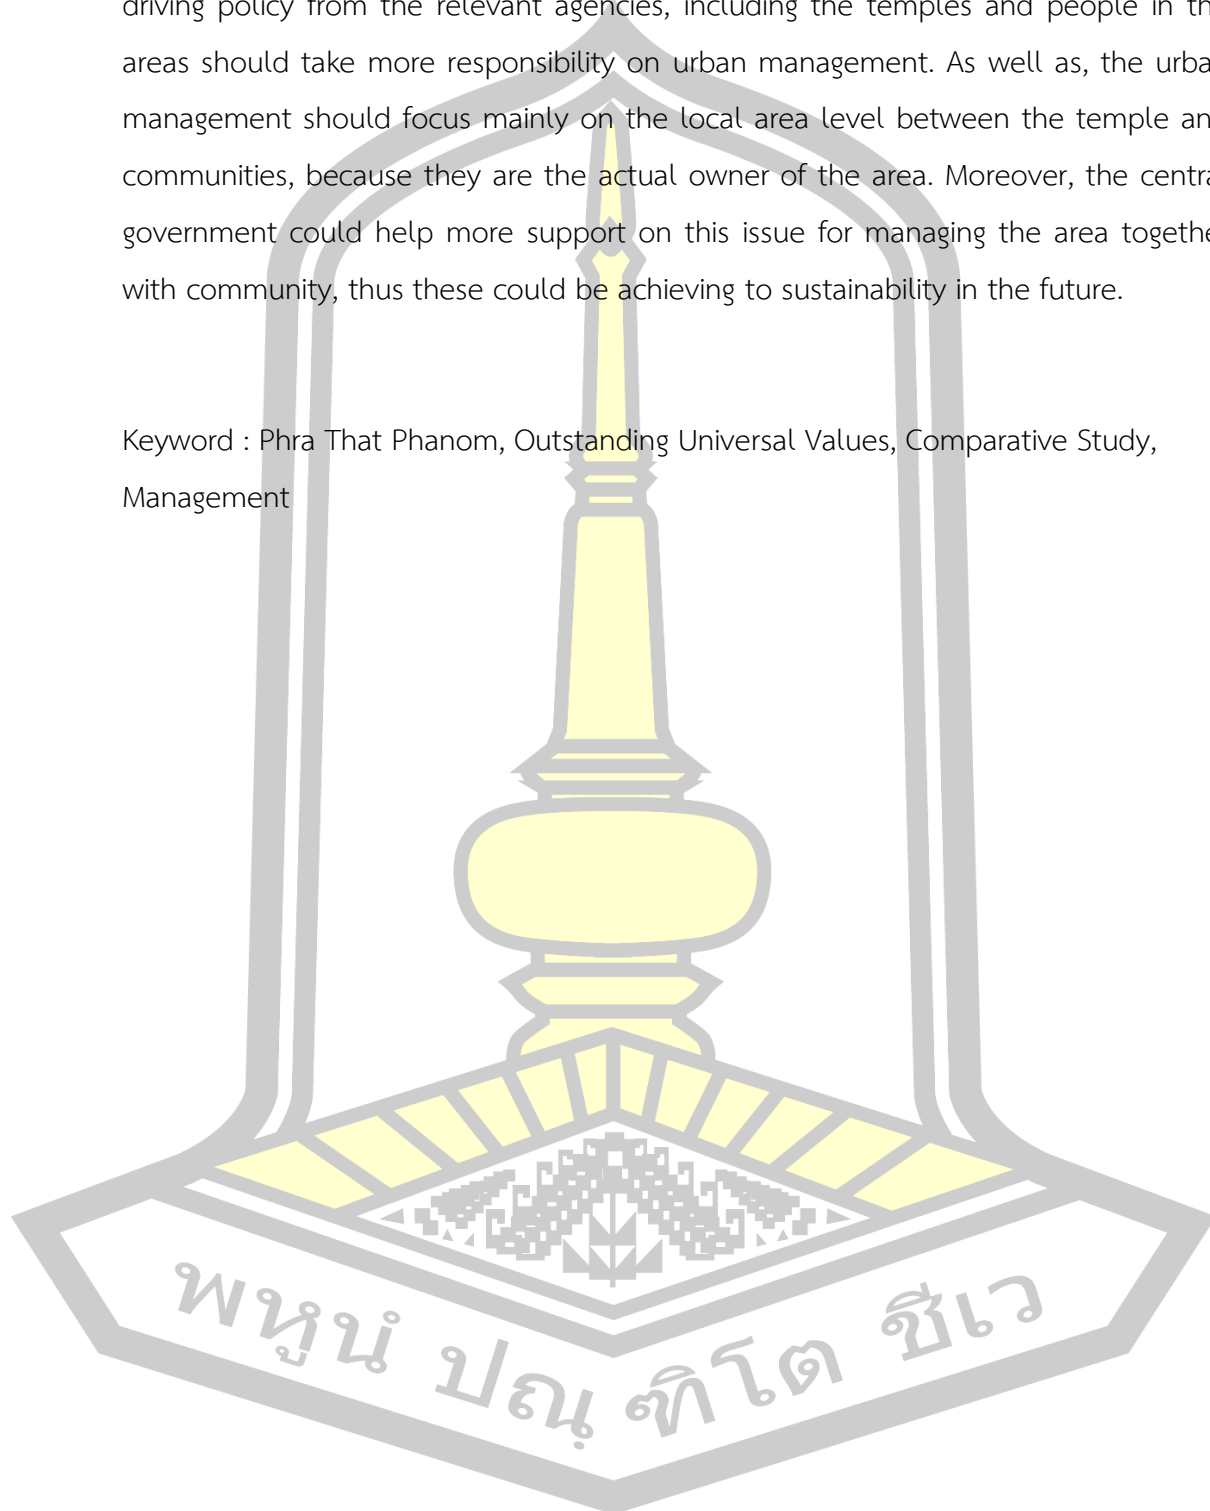 driving policy from the relevant agencies, including the temples and people in th
areas should take more responsibility on urban management. As well as, the urba
management should focus mainly on the local area level between the temple an
communities, because they are the actual owner of the area. Moreover, the centra
government could help more support on this issue for managing the area togethe
with community, thus these could be achieving to sustainability in the future.
Keyword : Phra That Phanom, Outstanding Universal Values, Comparative Study,
Management
พหูนํ ปณฺฑิโต ชีเว